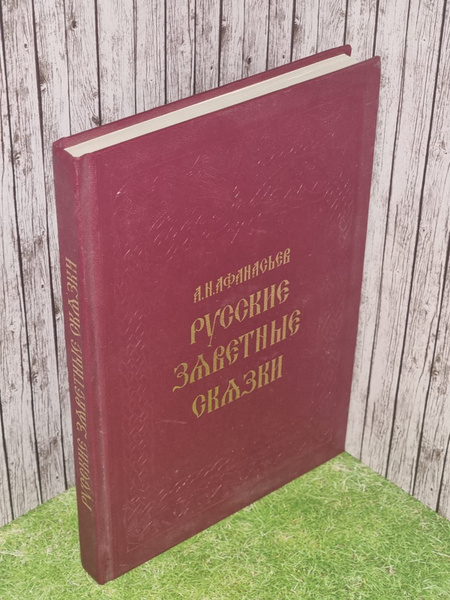 А.Н.АФАНАСЬЕВ
РУССКИЕ
ЗАВЕТНЫЕ
СКАЗКИ
РУССКИЕ ЗАВЕТНЫЕ СКАЗКИ